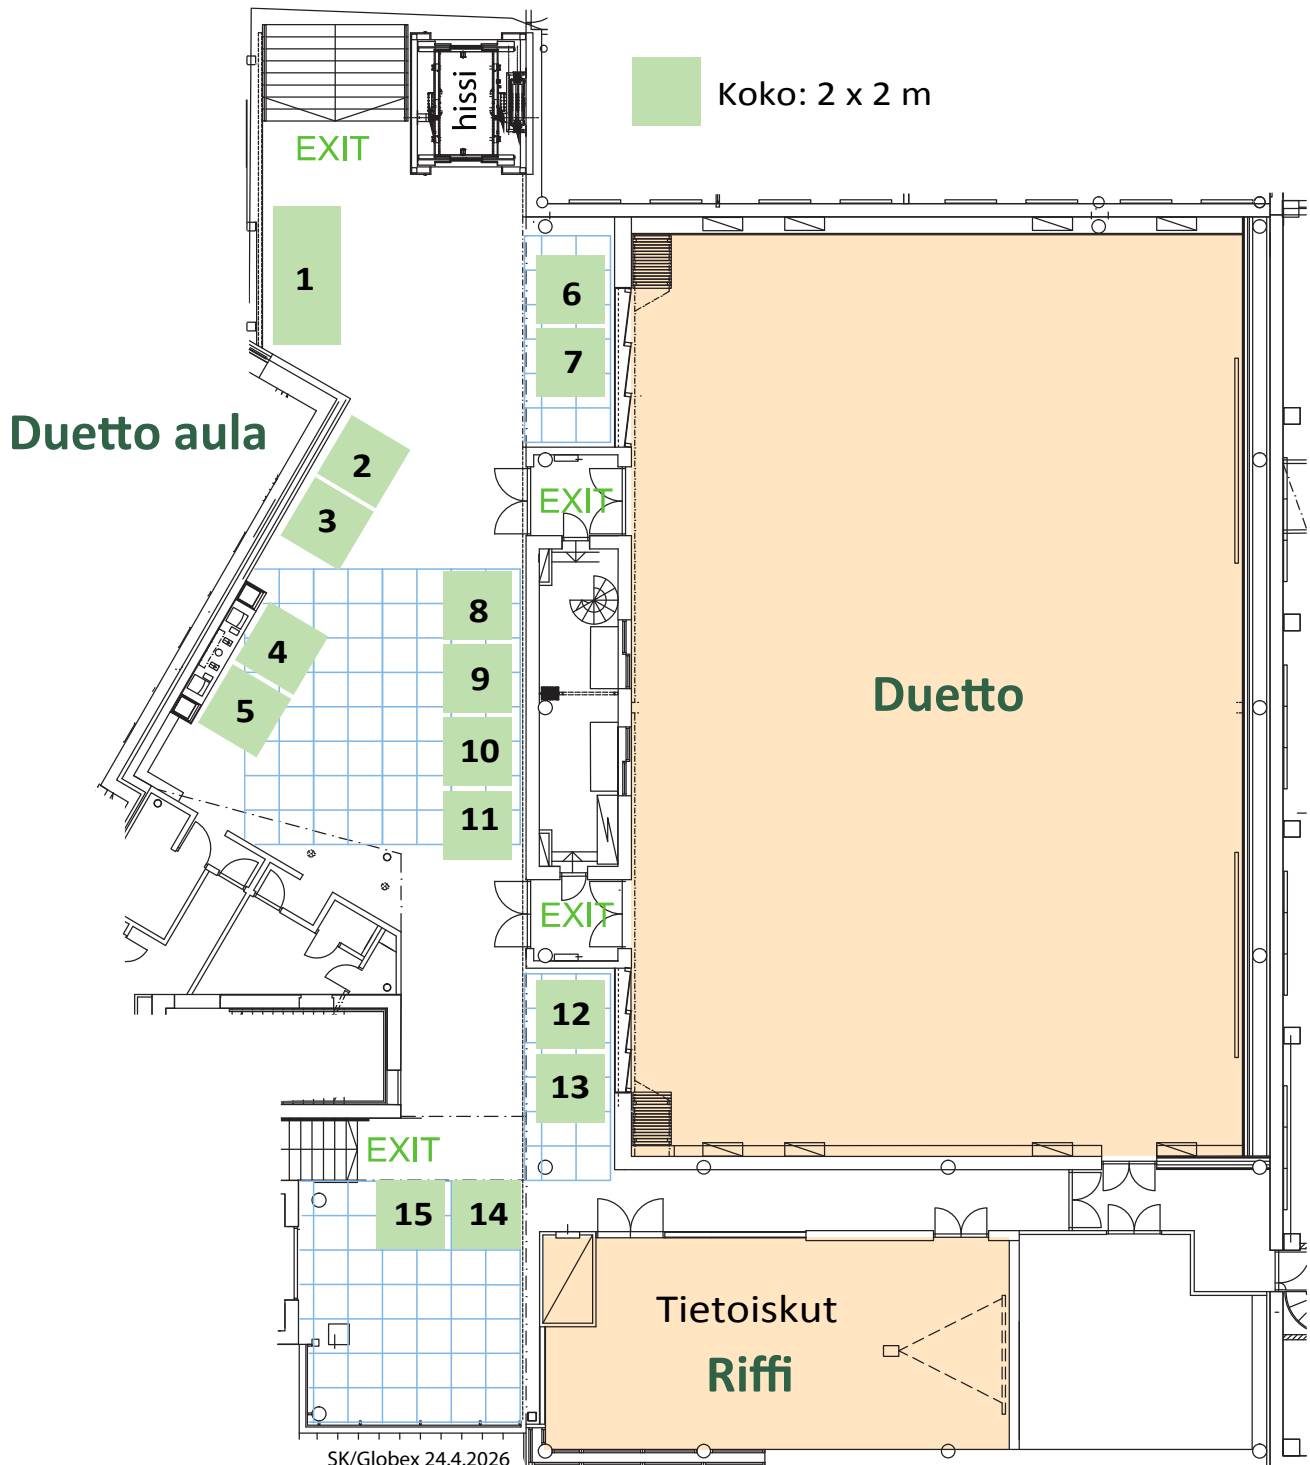 hissi
Koko: 2 x 2 m
EXIT
1
6
7
Duetto aula
2
3
EXIT
8
4
9
5
Duetto
10
11
EXIT
12
13
EXIT
15
14
Tietoiskut
Riffi
SK/Globex 24.4.2026